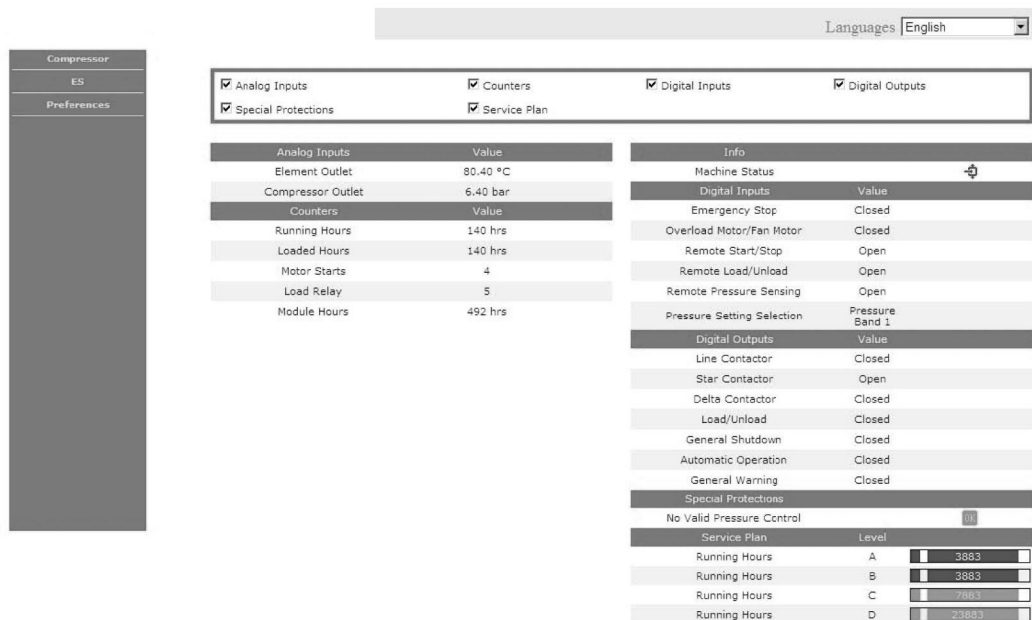 Languages English
Compressor
ES
Preferences
Analog Inputs Counters Digital Inputs Digital Outputs
Special Protections Service Plan
Analog Inputs Value
Element Outlet 80.40 °C
Compressor Outlet 6.40 bar
Counters Value
Running Hours 140 hrs
Loaded Hours 140 hrs
Motor Starts 4
Load Relay 5
Module Hours 492 hrs
Info
Machine Status
Digital Inputs Value
Emergency Stop Closed
Overload Motor/Fan Motor Closed
Remote Start/Stop Open
Remote Load/Unload Open
Remote Pressure Sensing Open
Pressure Setting Selection Pressure
Band 1
Digital Outputs Value
Line Contactor Closed
Star Contactor Open
Delta Contactor Closed
Load/Unload Closed
General Shutdown Closed
Automatic Operation Closed
General Warning Closed
Special Protections
No Valid Pressure Control OK
Service Plan Level
Running Hours A 3883
Running Hours B 3883
Running Hours C 7883
Running Hours D 23883